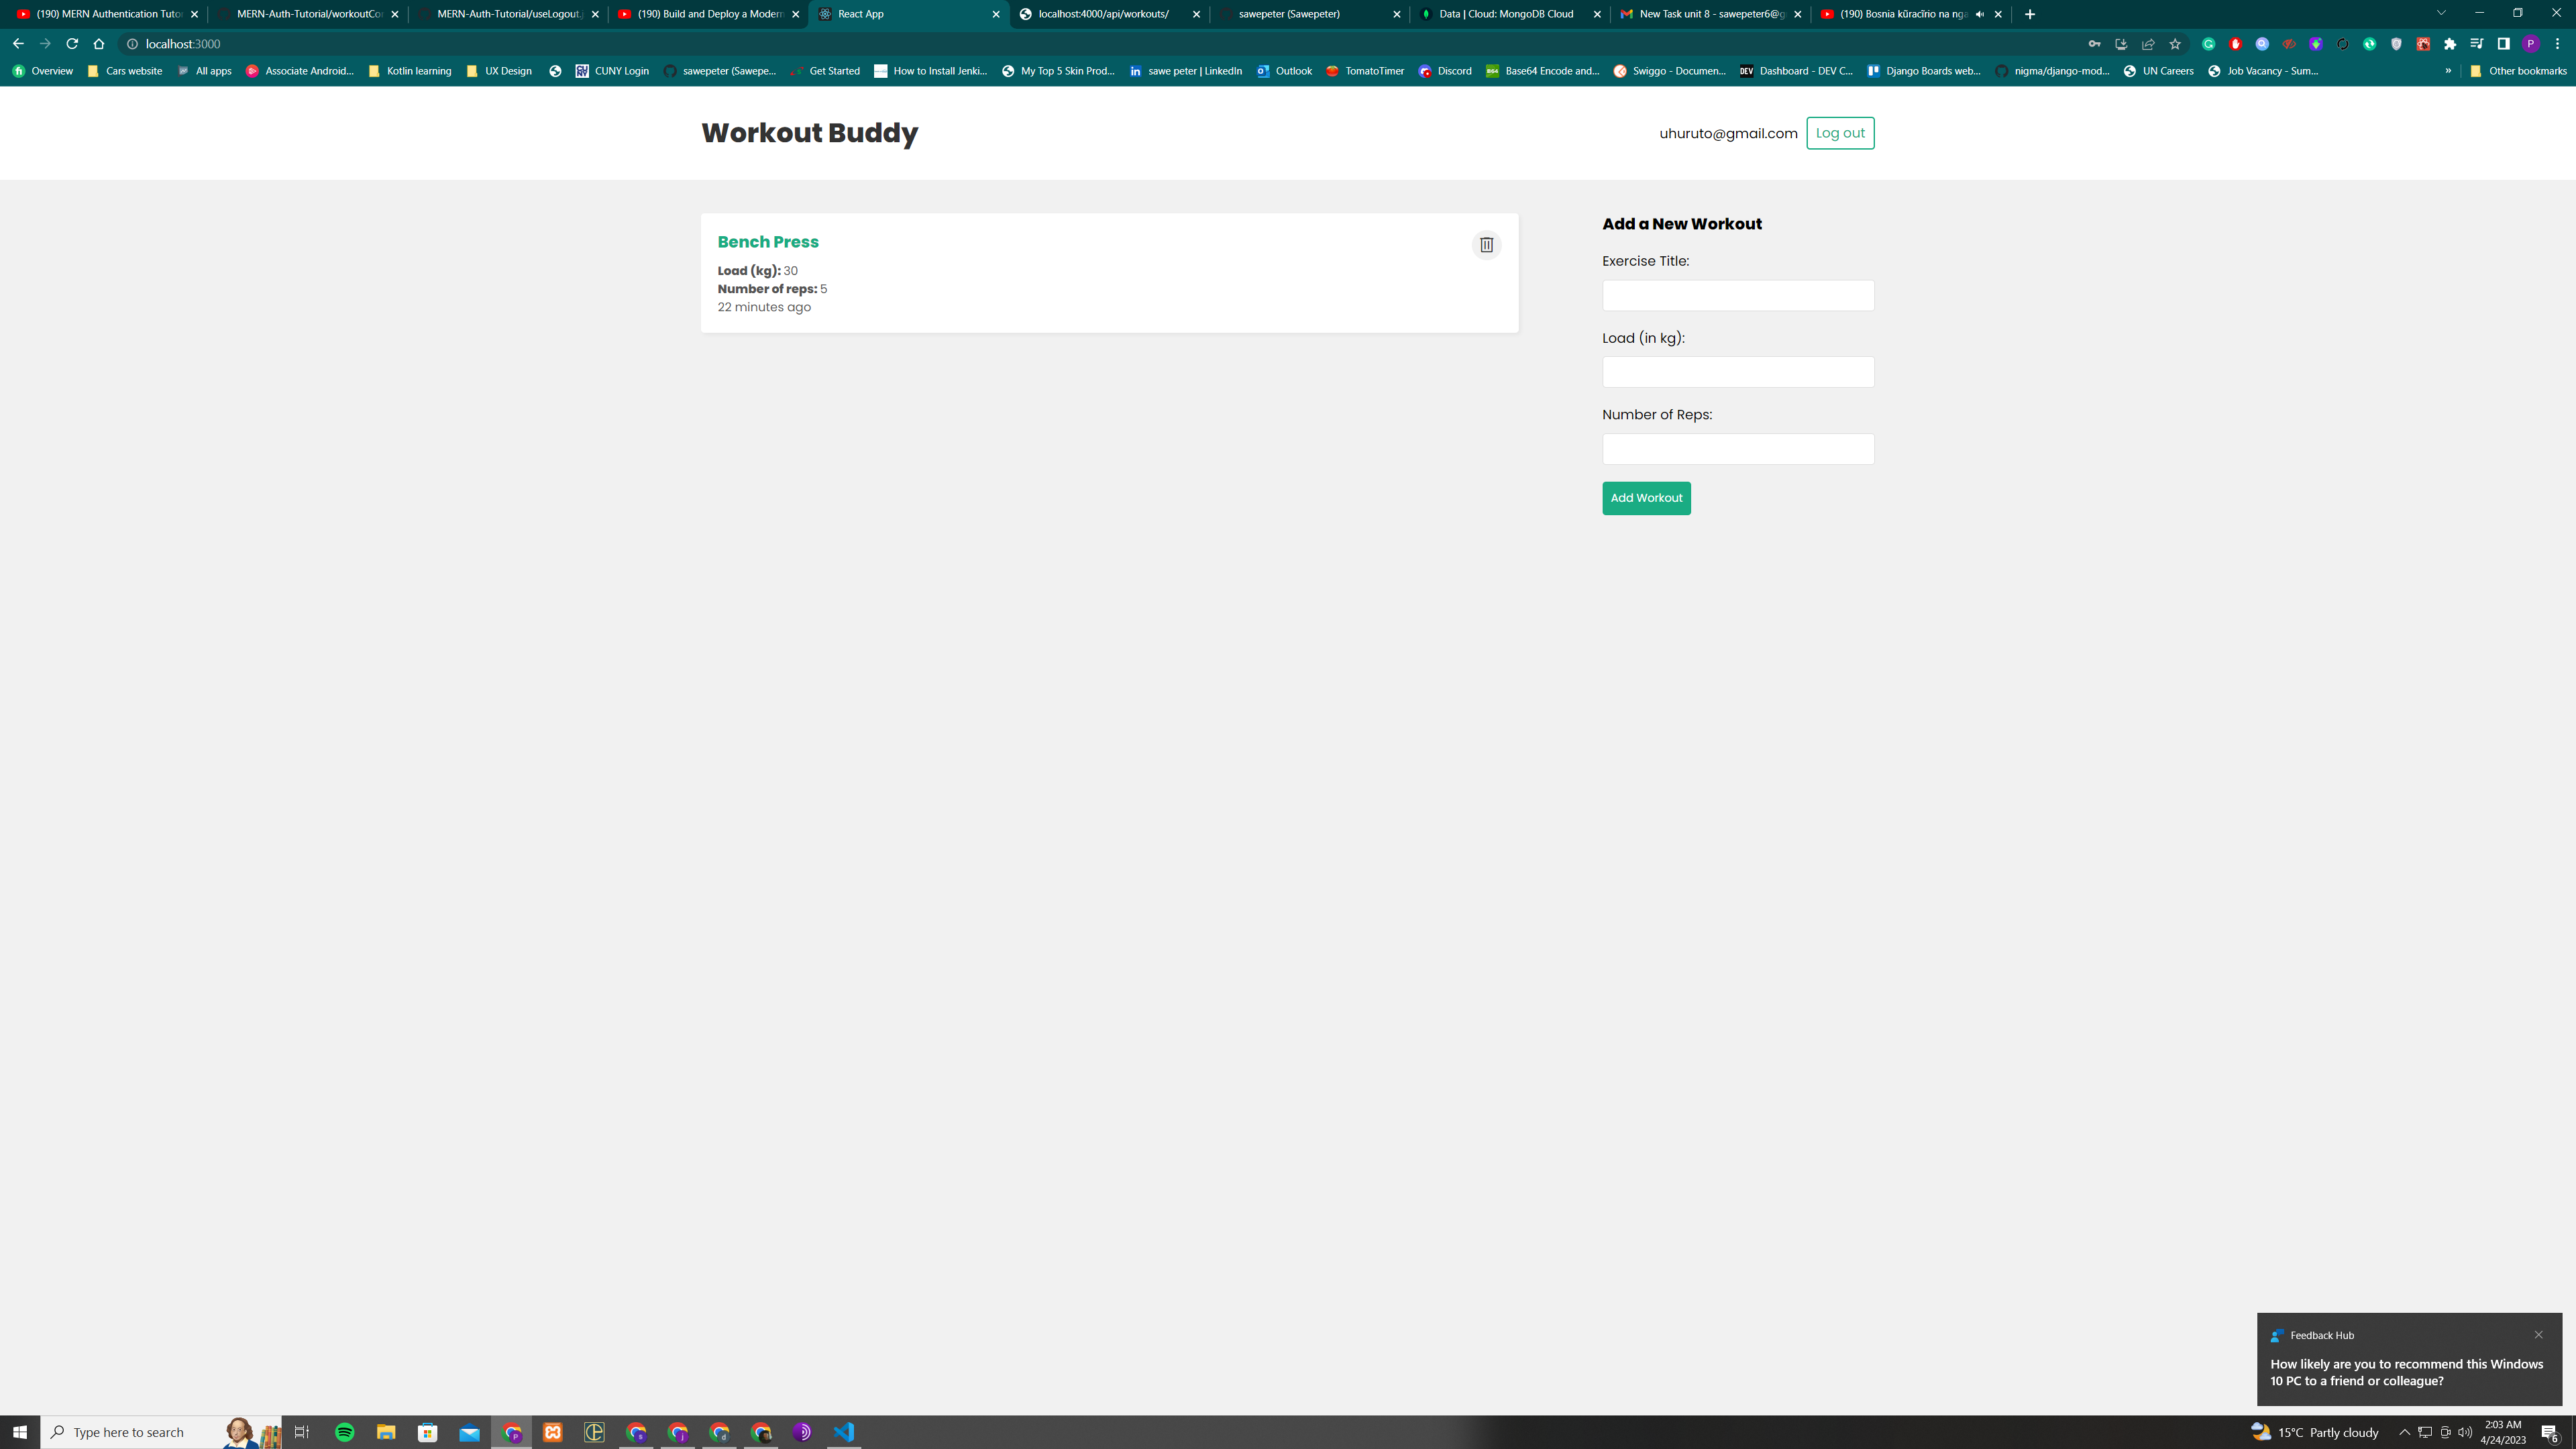 (190) MERN Authentication Tutor
MERN-Auth-Tutorial/workoutCor
MERN-Auth-Tutorial/useLogout.j
(190) Build and Deploy a Modern
React App
localhost:4000/api/workouts/
sawepeter (Sawepeter)
Data | Cloud: MongoDB Cloud
New Task unit 8 - sawepeter6@g
(190) Bosnia kũracĩrio na nga
localhost:3000
P
Overview
Cars website
All apps
Associate Android...
Kotlin learning
UX Design
CUNY Login
sawepeter (Sawepe...
Get Started
How to Install Jenki...
My Top 5 Skin Prod...
sawe peter | LinkedIn
Outlook
TomatoTimer
Discord
Base64 Encode and...
Swiggo - Documen...
Dashboard - DEV C...
Django Boards web...
nigma/django-mod...
UN Careers
Job Vacancy - Sum...
»
Other bookmarks
Workout Buddy
uhuruto@gmail.com
Log out
Bench Press
Load (kg): 30
Number of reps: 5
22 minutes ago
Add a New Workout
Exercise Title:
Load (in kg):
Number of Reps:
Add Workout
Feedback Hub
How likely are you to recommend this Windows
10 PC to a friend or colleague?
Type here to search
15°C Partly cloudy
2:03 AM
4/24/2023
6